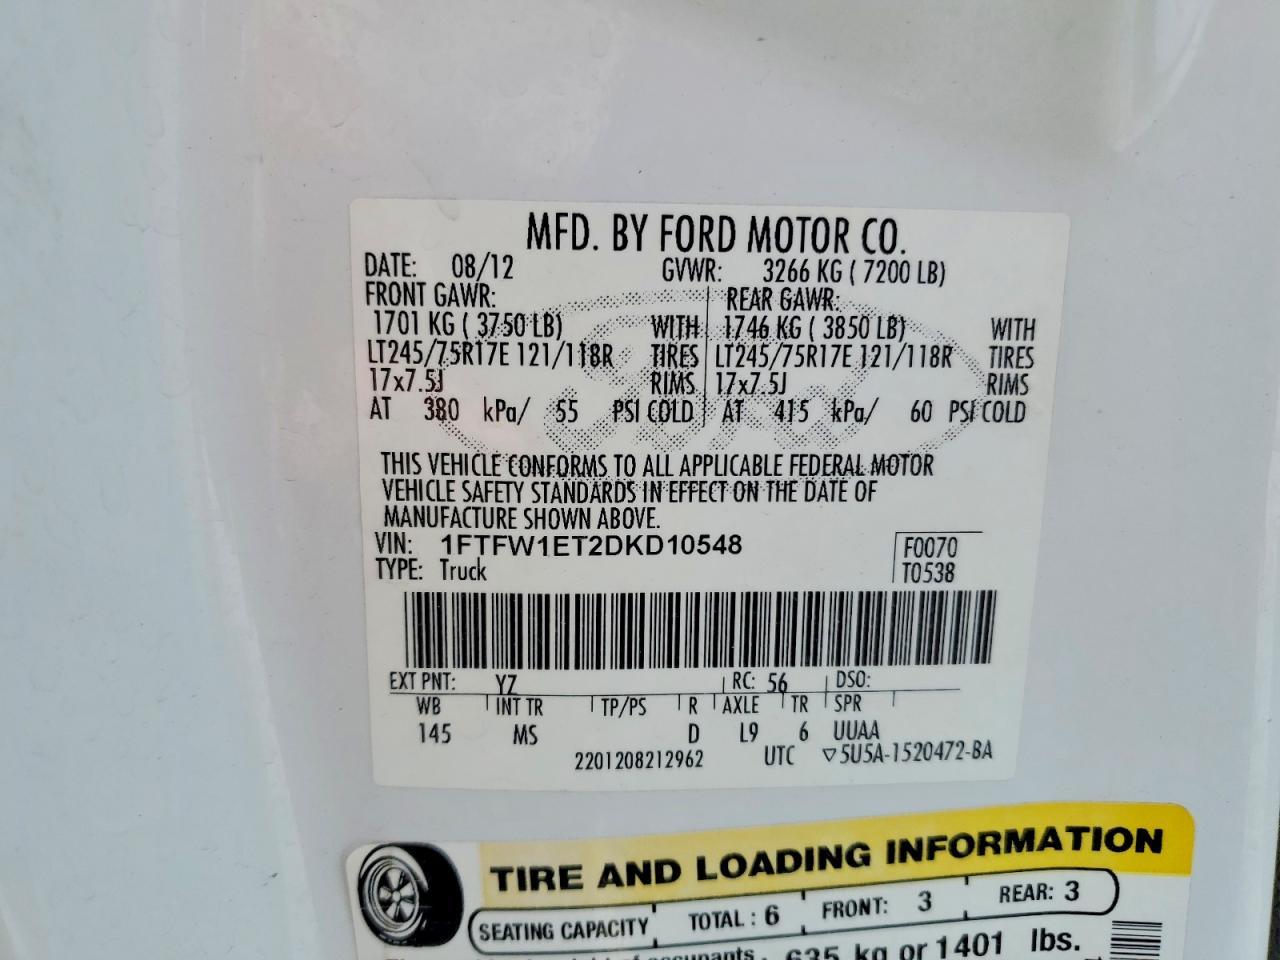 MFD. BY FORD MOTOR CO.
DATE: 08/12 GVWR: 3266 KG ( 7200 LB)
FRONT GAWR: REAR GAWR:
1701 KG ( 3750 LB) WITH 1746 KG ( 3850 LB) WITH
LT245/75R17E 121/118R TIRES LT245/75R17E 121/118R TIRES
17x7.5J RIMS 17x7.5J RIMS
AT 380 kPa/ 55 PSI COLD AT 415 kPa/ 60 PSI COLD
THIS VEHICLE CONFORMS TO ALL APPLICABLE FEDERAL MOTOR
VEHICLE SAFETY STANDARDS IN EFFECT ON THE DATE OF
MANUFACTURE SHOWN ABOVE.
VIN: 1FTFW1ET2DKD10548 F0070
TYPE: Truck T0538
EXT PNT: YZ RC: 56 DSO:
WB INT TR TP/PS R AXLE TR SPR
145 MS D L9 6 UUAA
2201208212962 UTC ▽5U5A-1520472-BA
TIRE AND LOADING INFORMATION
SEATING CAPACITY TOTAL : 6 FRONT: 3 REAR: 3
635 kg or 1401 lbs.